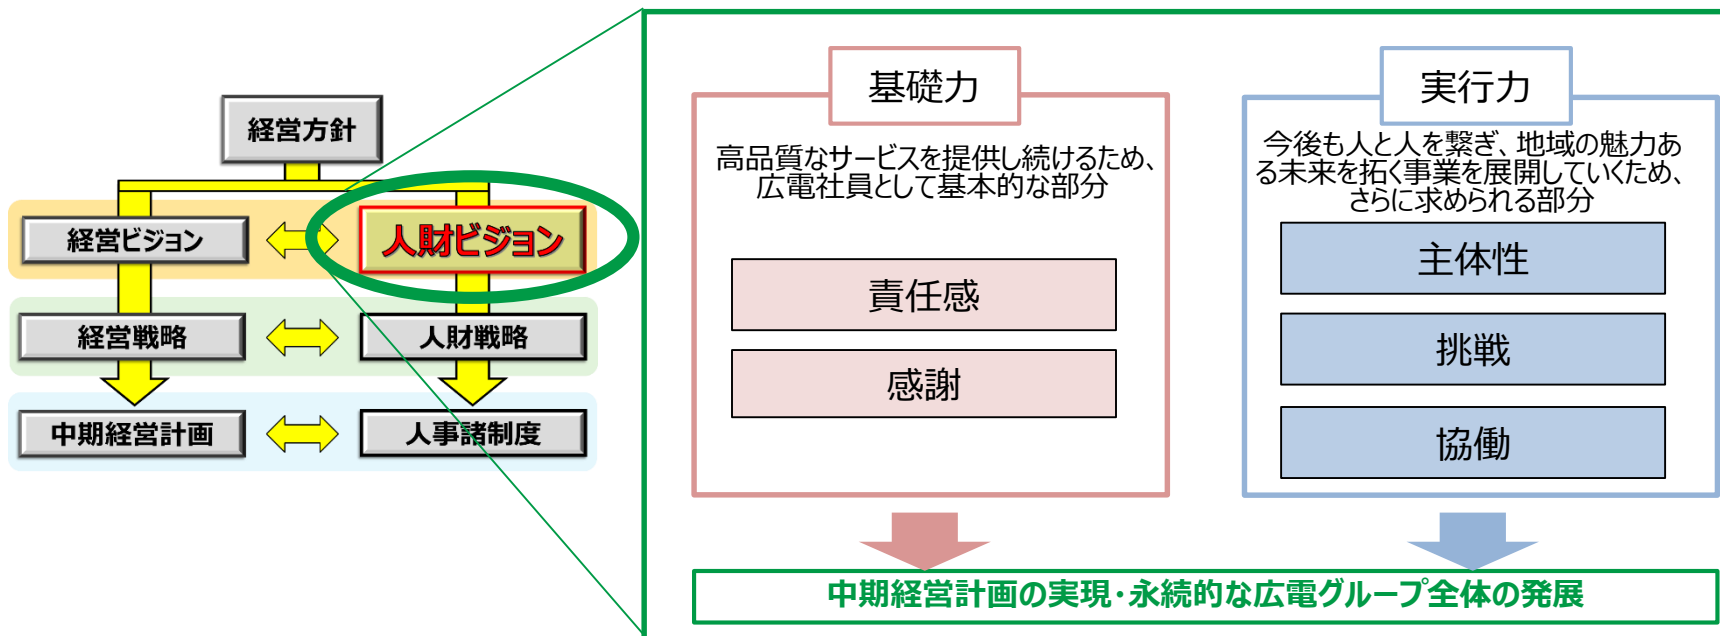 経営方針
経営ビジョン
人財ビジョン
経営戦略
人財戦略
中期経営計画
人事諸制度
基礎力
高品質なサービスを提供し続けるため、
広電社員として基本的な部分
責任感
感謝
実行力
今後も人と人を繋ぎ、地域の魅力あ
る未来を拓く事業を展開していくため、
さらに求められる部分
主体性
挑戦
協働
中期経営計画の実現・永続的な広電グループ全体の発展